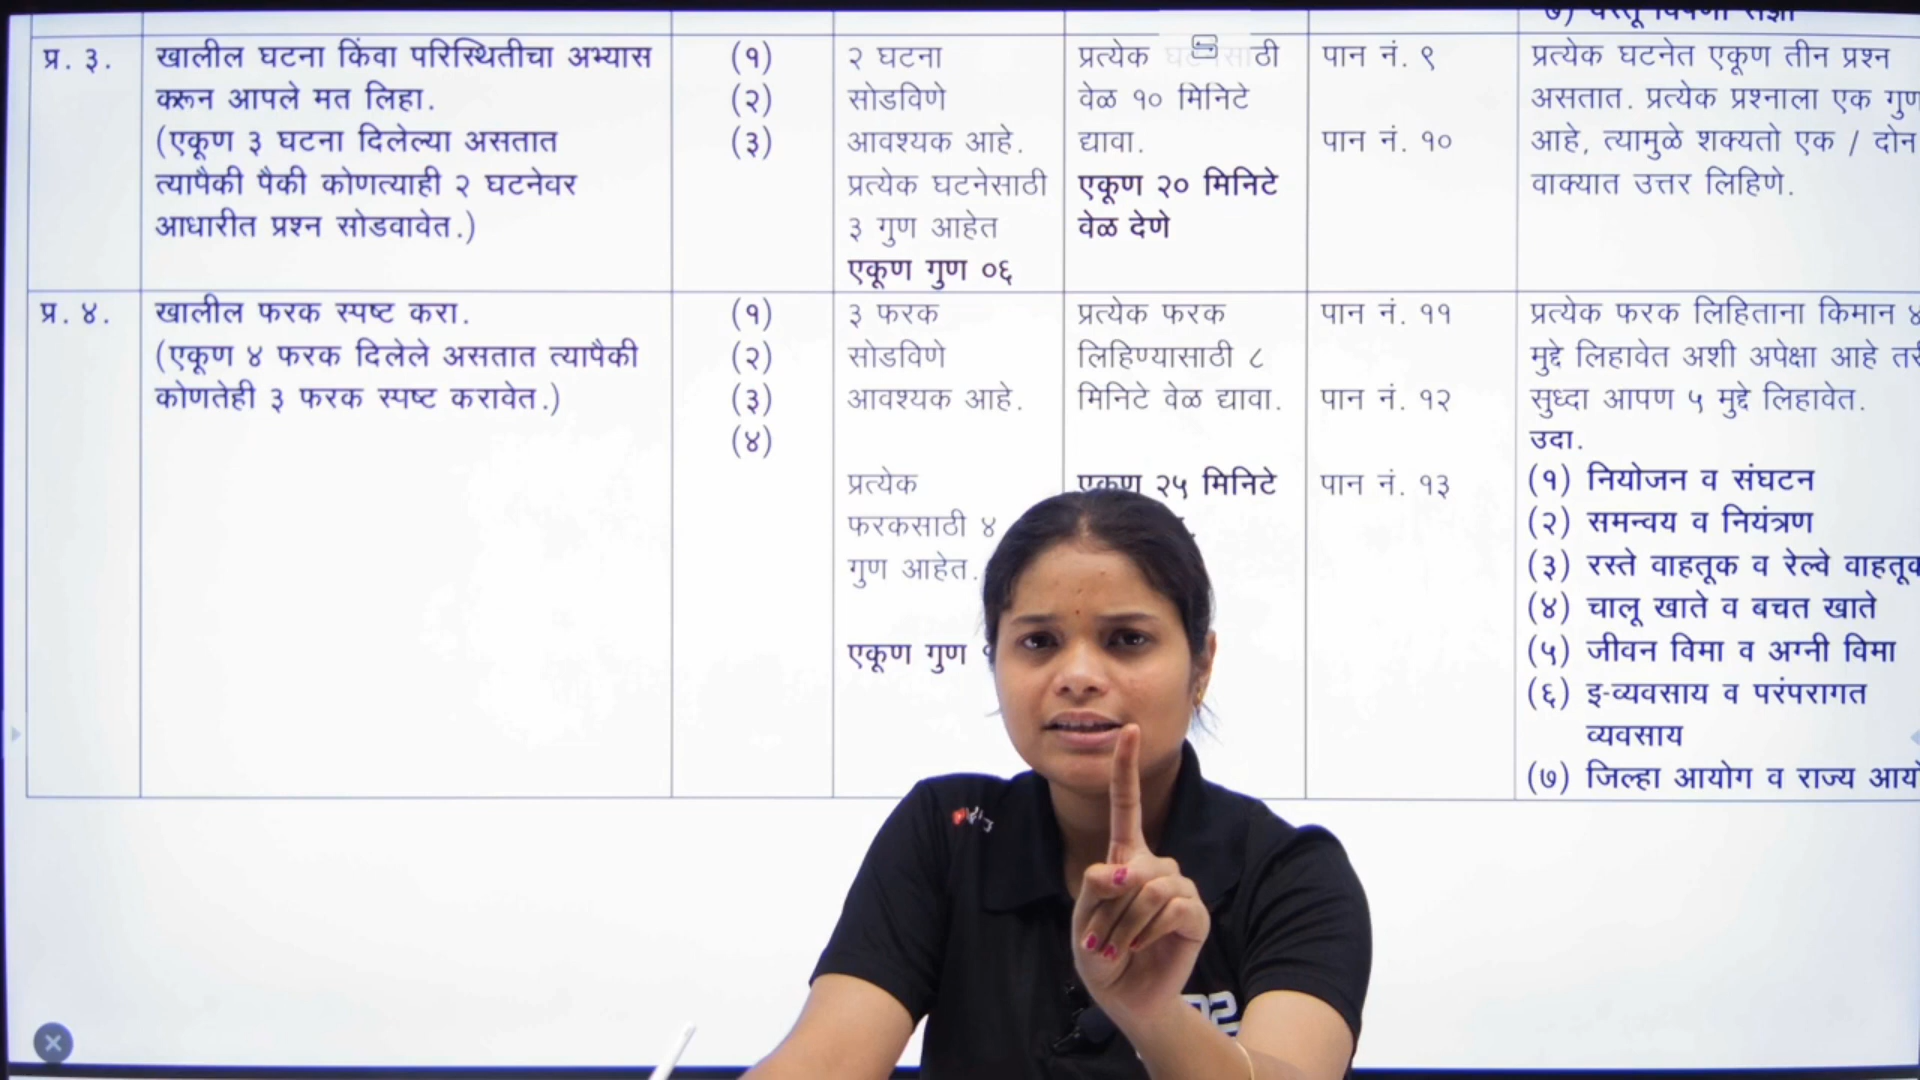 प्र. ३.
खालील घटना किंवा परिस्थितीचा अभ्यास
करून आपले मत लिहा.
(एकूण ३ घटना दिलेल्या असतात
त्यापैकी पैकी कोणत्याही २ घटनेवर
आधारीत प्रश्न सोडवावेत.)
(१)
(२)
(३)
२ घटना
सोडविणे
आवश्यक आहे.
प्रत्येक घटनेसाठी
३ गुण आहेत
एकूण गुण ०६
प्रत्येक घटनेसाठी
वेळ १० मिनिटे
द्यावा.
एकूण २० मिनिटे
वेळ देणे
पान नं. ९
पान नं. १०
प्रत्येक घटनेत एकूण तीन प्रश्न
असतात. प्रत्येक प्रश्नाला एक गुण
आहे, त्यामुळे शक्यतो एक / दोन
वाक्यात उत्तर लिहिणे.
प्र. ४.
खालील फरक स्पष्ट करा.
(एकूण ४ फरक दिलेले असतात त्यापैकी
कोणतेही ३ फरक स्पष्ट करावेत.)
(१)
(२)
(३)
(४)
३ फरक
सोडविणे
आवश्यक आहे.
प्रत्येक
फरकसाठी ४
गुण आहेत.
एकूण गुण
प्रत्येक फरक
लिहिण्यासाठी ८
मिनिटे वेळ द्यावा.
एकूण २५ मिनिटे
पान नं. ११
पान नं. १२
पान नं. १३
प्रत्येक फरक लिहिताना किमान ४
मुद्दे लिहावेत अशी अपेक्षा आहे
सुध्दा आपण ५ मुद्दे लिहावेत.
उदा.
(१) नियोजन व संघटन
(२) समन्वय व नियंत्रण
(३) रस्ते वाहतूक व रेल्वे वाहतूक
(४) चालू खाते व बचत खाते
(५) जीवन विमा व अग्नी विमा
(६) इ-व्यवसाय व परंपरागत
व्यवसाय
(७) जिल्हा आयोग व राज्य